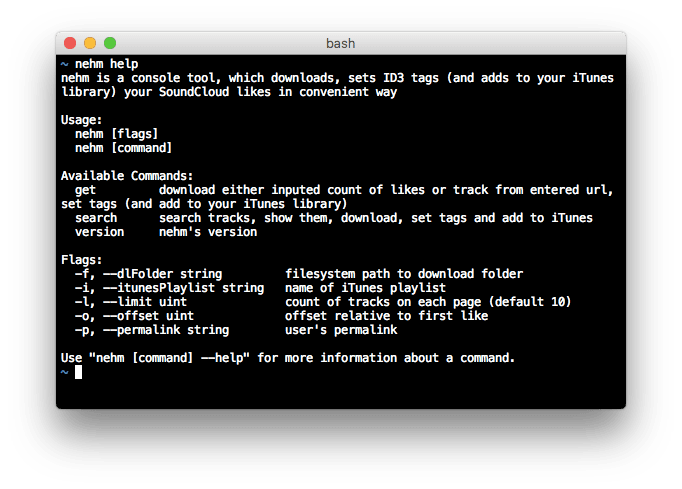 bash
~ nehm help
nehm is a console tool, which downloads, sets ID3 tags (and adds to your iTunes
library) your SoundCloud likes in convenient way
Usage:
nehm [flags]
nehm [command]
Available Commands:
get download either inputed count of likes or track from entered url,
set tags (and add to your iTunes library)
search search tracks, show them, download, set tags and add to iTunes
version nehm's version
Flags:
-f, --dlFolder string filesystem path to download folder
-i, --itunesPlaylist string name of iTunes playlist
-l, --limit uint count of tracks on each page (default 10)
-o, --offset uint offset relative to first like
-p, --permalink string user's permalink
Use "nehm [command] --help" for more information about a command.
~